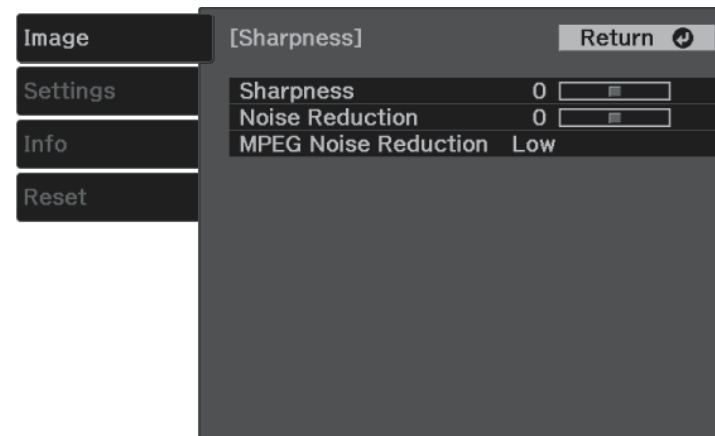 Image
Settings
Info
Reset
[Sharpness]
Return
Sharpness 0
Noise Reduction 0
MPEG Noise Reduction Low